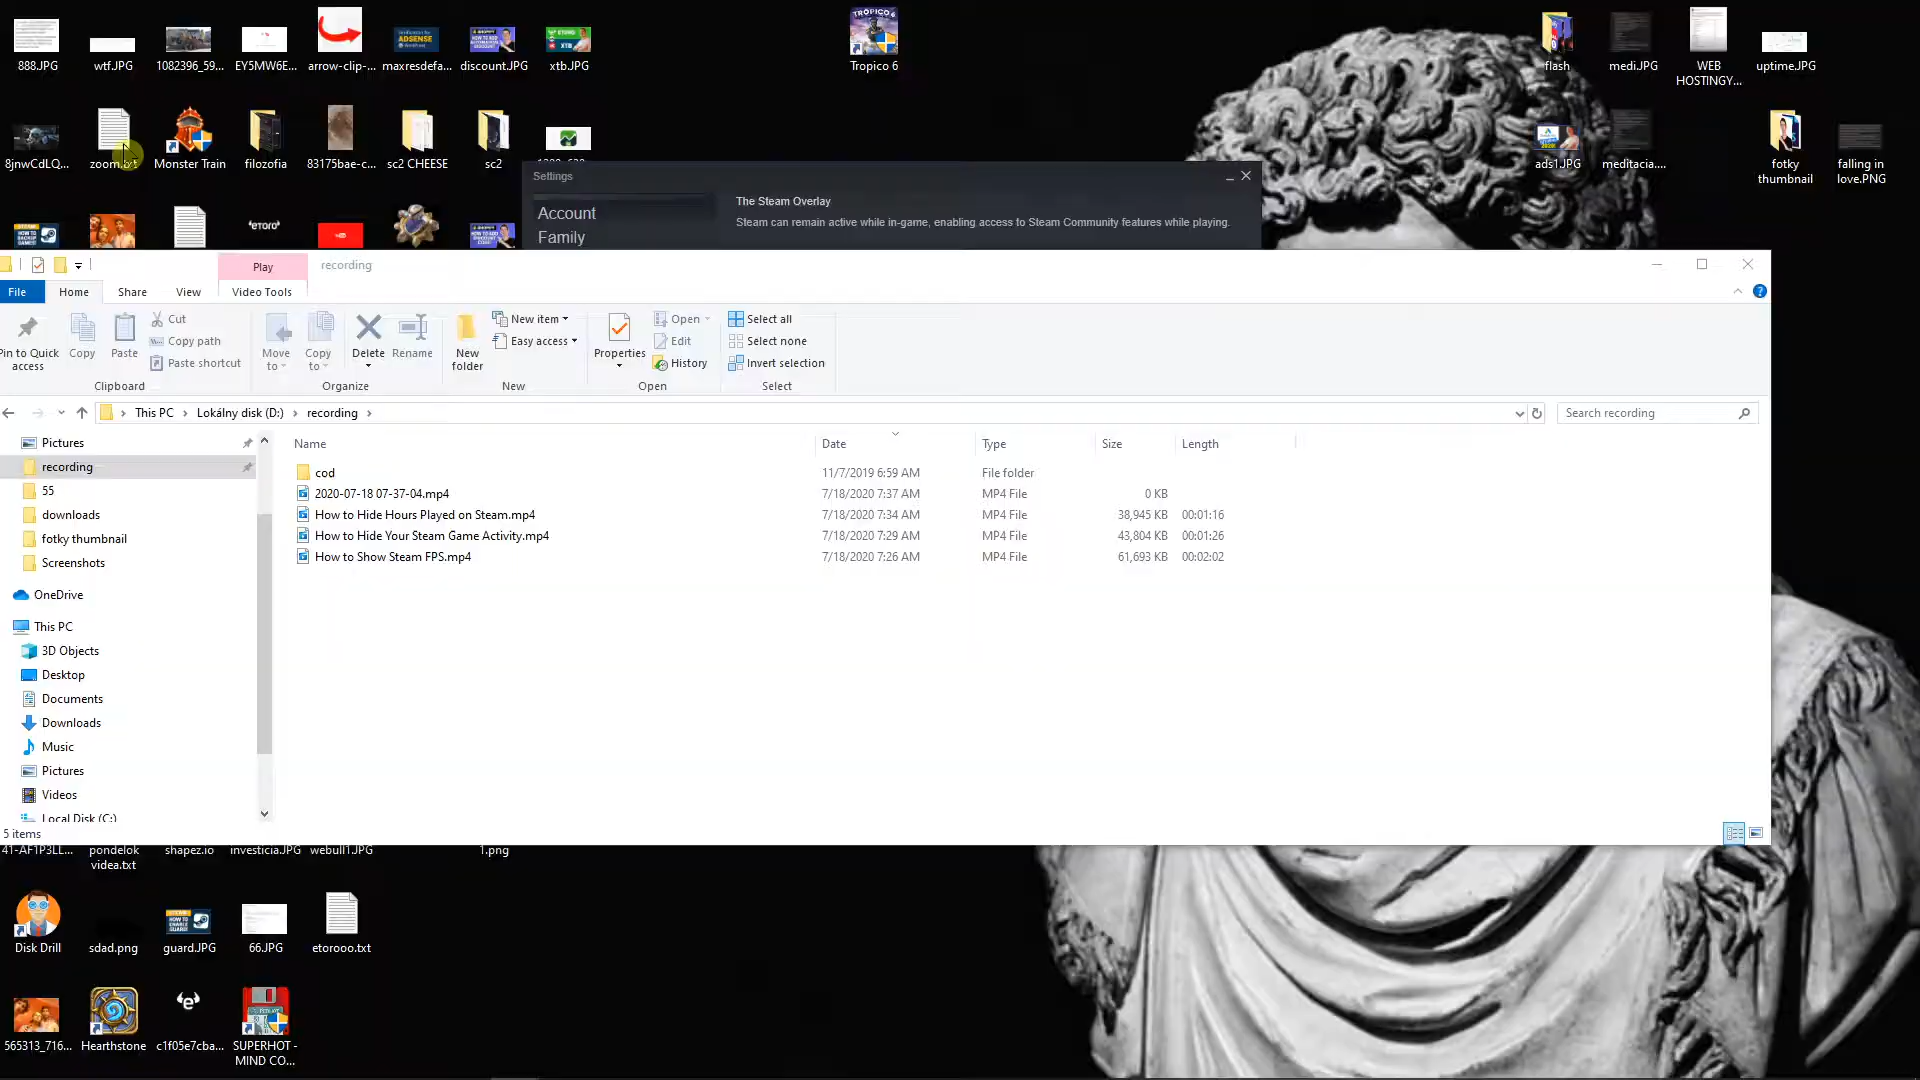 888.JPG
wtf.JPG
1082396_59...
EY5MW6E...
arrow-clip-...
maxresdefa...
discount.JPG
xtb.JPG
Tropico 6
flash
medi.JPG
WEB
HOSTINGY...
uptime.JPG
8jnwCdLQ...
zoom.txt
Monster Train
filozofia
83175bae-c...
sc2 CHEESE
sc2
ads1.JPG
meditacia....
fotky
thumbnail
falling in
love.PNG
Settings
The Steam Overlay
Account
Steam can remain active while in-game, enabling access to Steam Community features while playing.
Family
eToro
Play
recording
File
Home
Share
View
Video Tools
Pin to Quick
access
Copy
Paste
Cut
Copy path
Paste shortcut
Clipboard
Move
to
Copy
to
Delete
Rename
Organize
New
folder
New item
Easy access
New
Properties
Open
Edit
History
Open
Select all
Select none
Invert selection
Select
This PC
Lokálny disk (D:)
recording
Search recording
Pictures
recording
55
downloads
fotky thumbnail
Screenshots
OneDrive
This PC
3D Objects
Desktop
Documents
Downloads
Music
Pictures
Videos
Local Disk (C:)
Name
Date
Type
Size
Length
cod
11/7/2019 6:59 AM
File folder
2020-07-18 07-37-04.mp4
7/18/2020 7:37 AM
MP4 File
0 KB
How to Hide Hours Played on Steam.mp4
7/18/2020 7:34 AM
MP4 File
38,945 KB
00:01:16
How to Hide Your Steam Game Activity.mp4
7/18/2020 7:29 AM
MP4 File
43,804 KB
00:01:26
How to Show Steam FPS.mp4
7/18/2020 7:26 AM
MP4 File
61,693 KB
00:02:02
5 items
41-AF1P3LL...
pondelok
videa.txt
shapez.io
investicia.JPG
webull1.JPG
1.png
Disk Drill
sdad.png
guard.JPG
66.JPG
etorooo.txt
565313_716...
Hearthstone
c1f05e7cba...
SUPERHOT -
MIND CO...